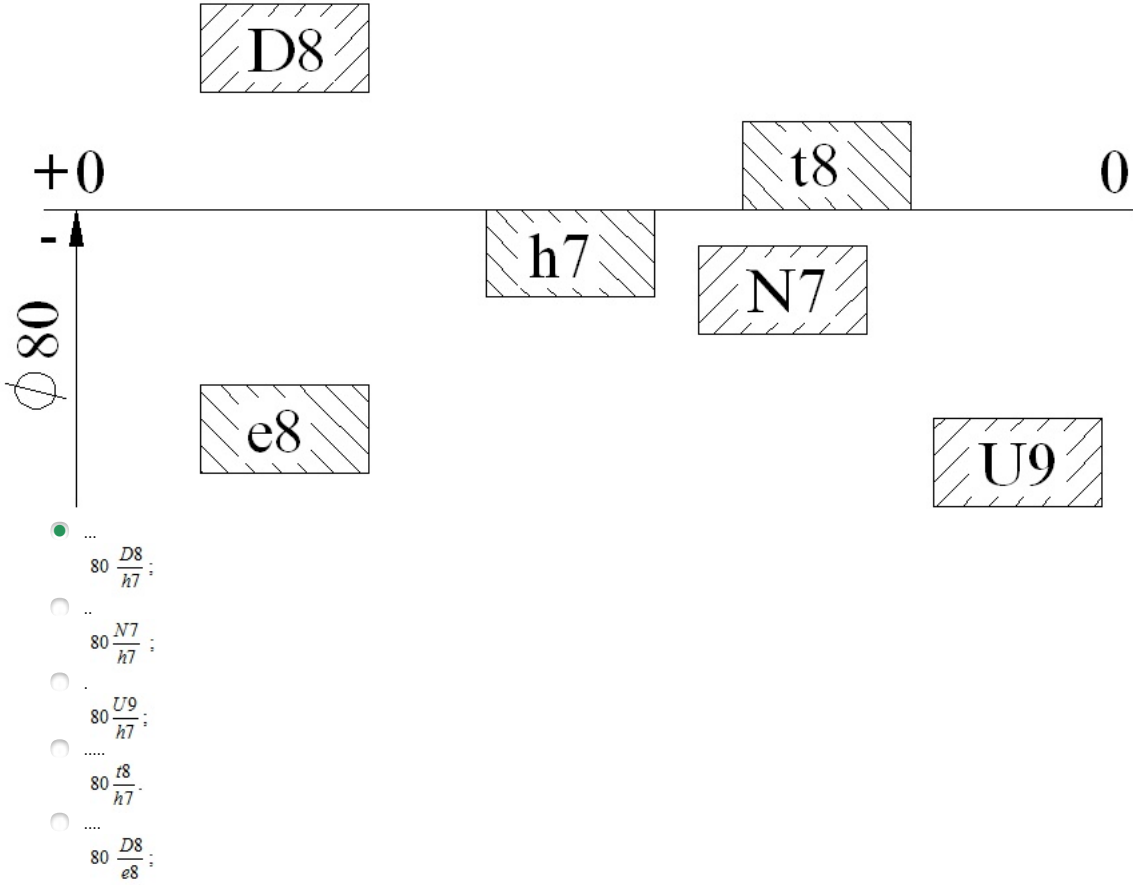 D8
+0
t8
0
-
h7
N7
⌀80
e8
U9
...
80 D8/h7 ;
..
80 N7/h7 ;
.
80 U9/h7 ;
.....
80 t8/h7 .
....
80 D8/e8 ;